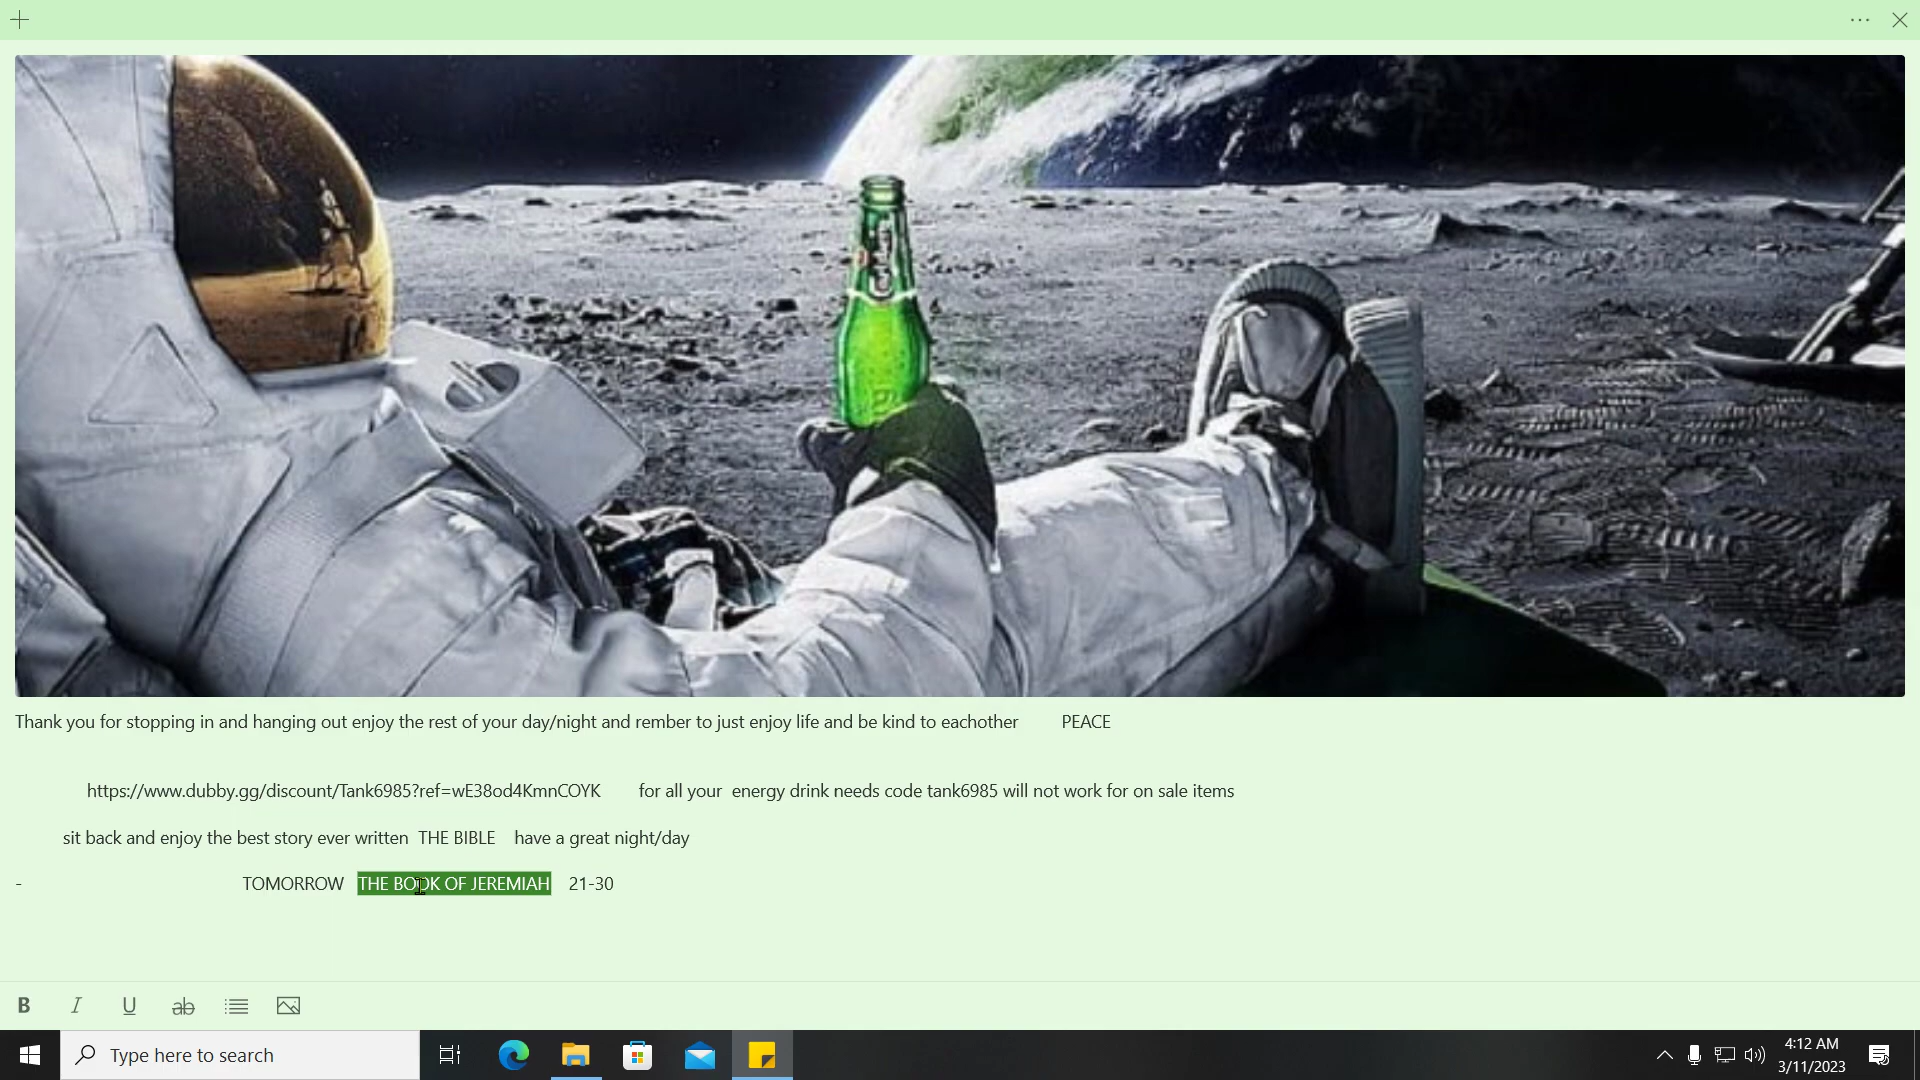 Thank you for stopping in and hanging out enjoy the rest of your day/night and rember to just enjoy life and be kind to eachother PEACE
https://www.dubby.gg/discount/Tank6985?ref=wE38od4KmnCOYK for all your energy drink needs code tank6985 will not work for on sale items
sit back and enjoy the best story ever written THE BIBLE have a great night/day
- TOMORROW THE BOOK OF JEREMIAH 21-30
B I U ab
Type here to search
4:12 AM
3/11/2023